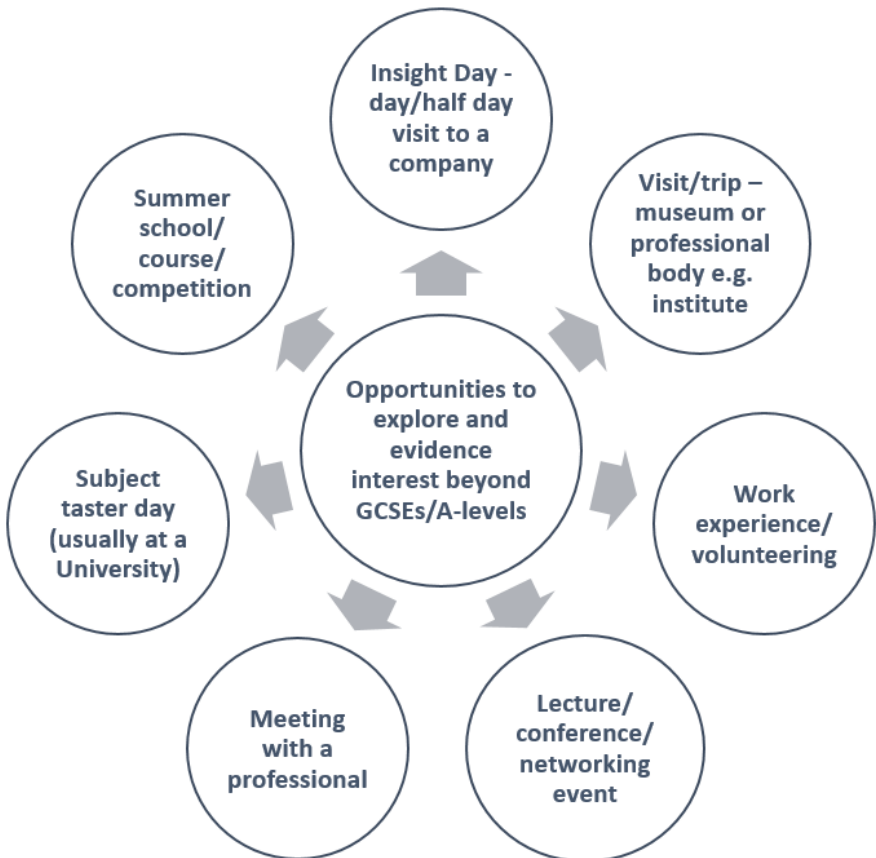 Insight Day -
day/half day
visit to a
company
Visit/trip –
museum or
professional
body e.g.
institute
Work
experience/
volunteering
Lecture/
conference/
networking
event
Meeting
with a
professional
Subject
taster day
(usually at a
University)
Summer
school/
course/
competition
Opportunities to
explore and
evidence
interest beyond
GCSEs/A-levels